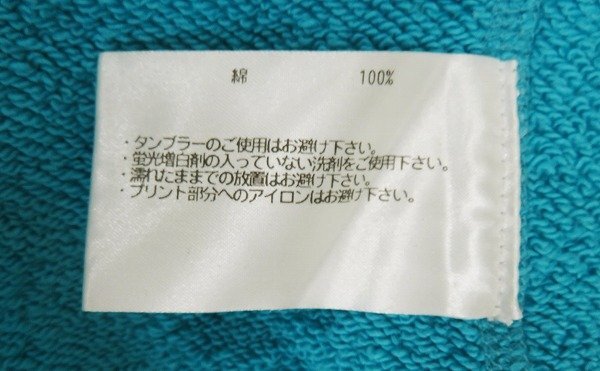 綿 100%
・タンブラーのご使用はお避け下さい。
・蛍光増白剤の入っていない洗剤をご使用下さい。
・濡れたままでの放置はお避け下さい。
・プリント部分へのアイロンはお避け下さい。